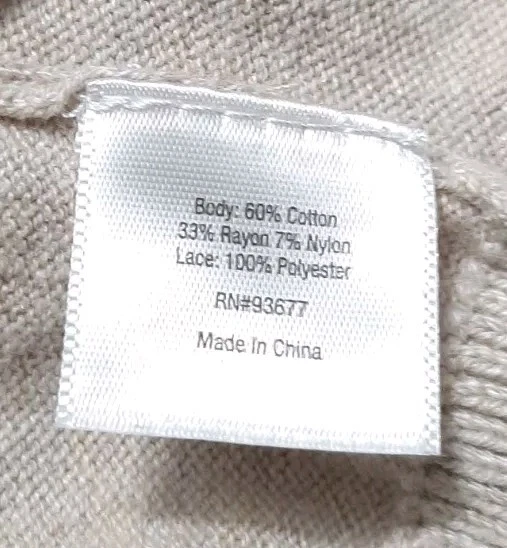 Body: 60% Cotton
33% Rayon 7% Nylon
Lace: 100% Polyester
RN#93677
Made In China